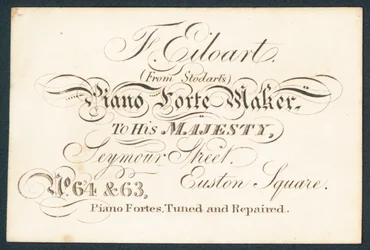 F. Eiloart.
(From Stodarts)
Piano Forte Maker,
To His MAJESTY,
Seymour Street.
Euston Square.
No. 64 & 63,
Piano Fortes, Tuned and Repaired.